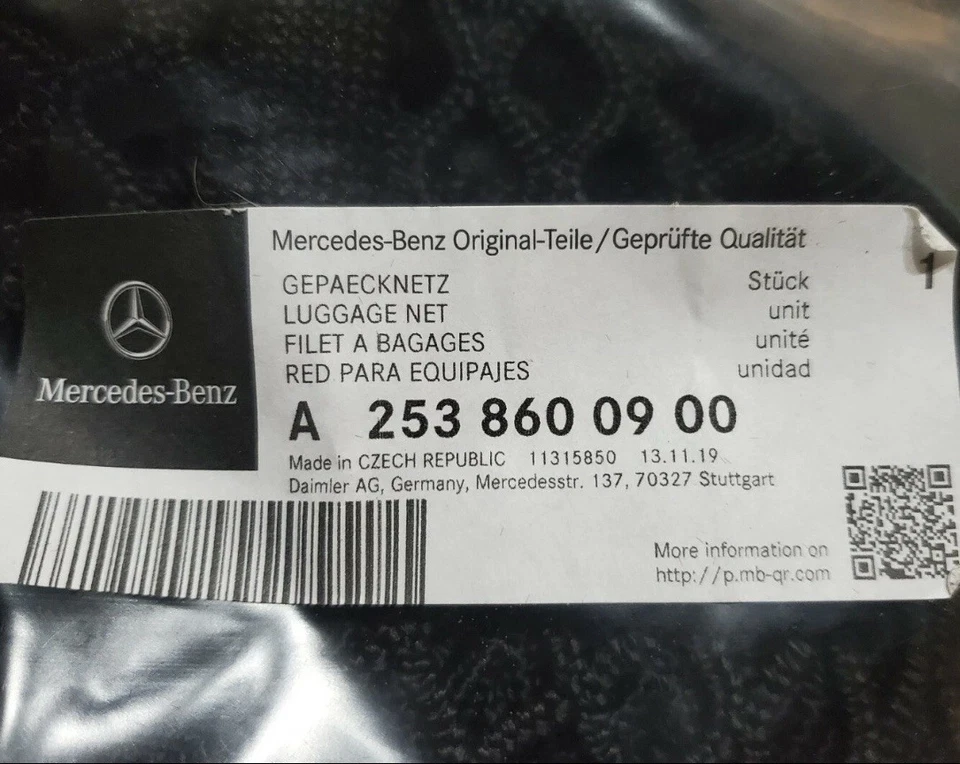 Mercedes-Benz
Mercedes-Benz Original-Teile/Geprüfte Qualität
GEPAECKNETZ Stück 1
LUGGAGE NET unit
FILET A BAGAGES unité
RED PARA EQUIPAJES unidad
A 253 860 09 00
Made in CZECH REPUBLIC 11315850 13.11.19
Daimler AG, Germany, Mercedesstr. 137, 70327 Stuttgart
More information on
http://p.mb-qr.com